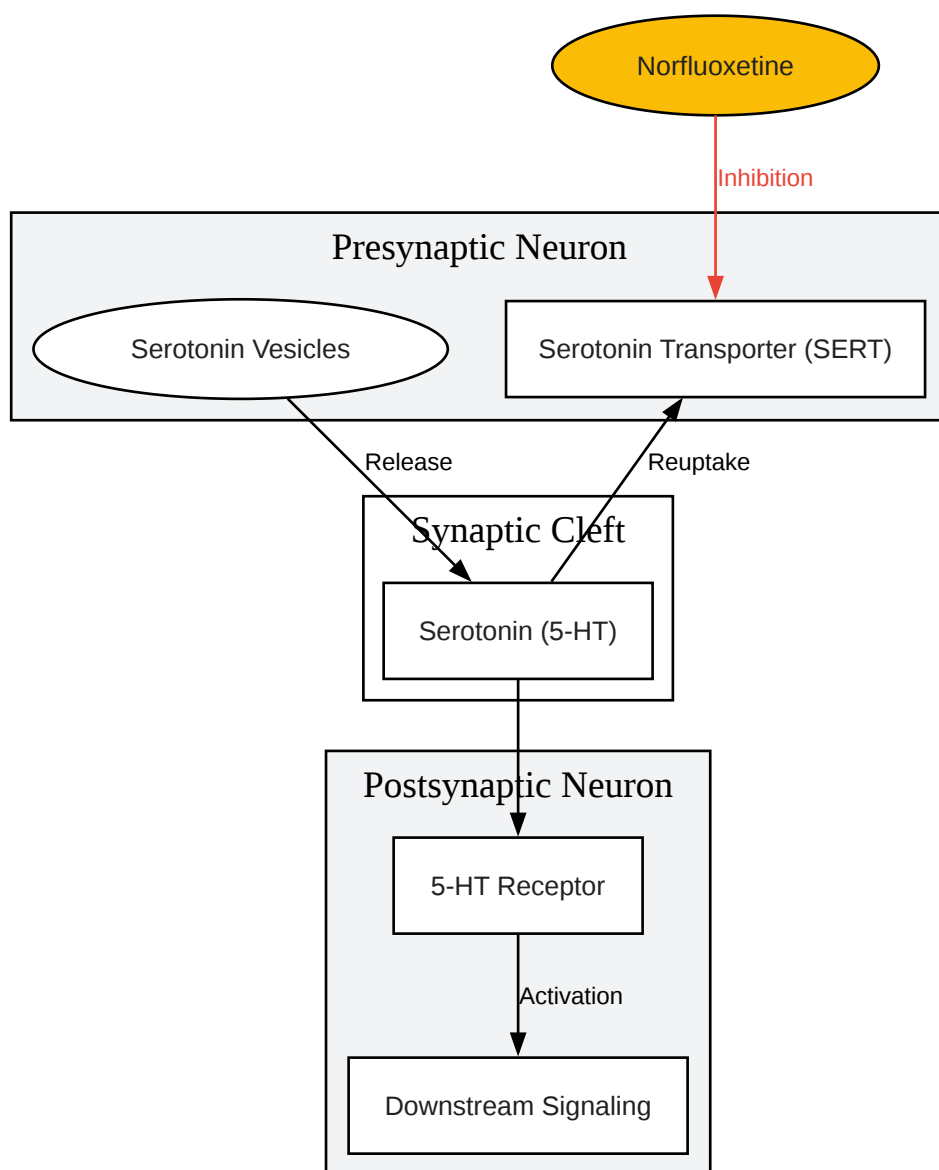 Norfluoxetine
Inhibition
Presynaptic Neuron
Serotonin Vesicles
Serotonin Transporter (SERT)
Release
Reuptake
Synaptic Cleft
Serotonin (5-HT)
Postsynaptic Neuron
5-HT Receptor
Activation
Downstream Signaling